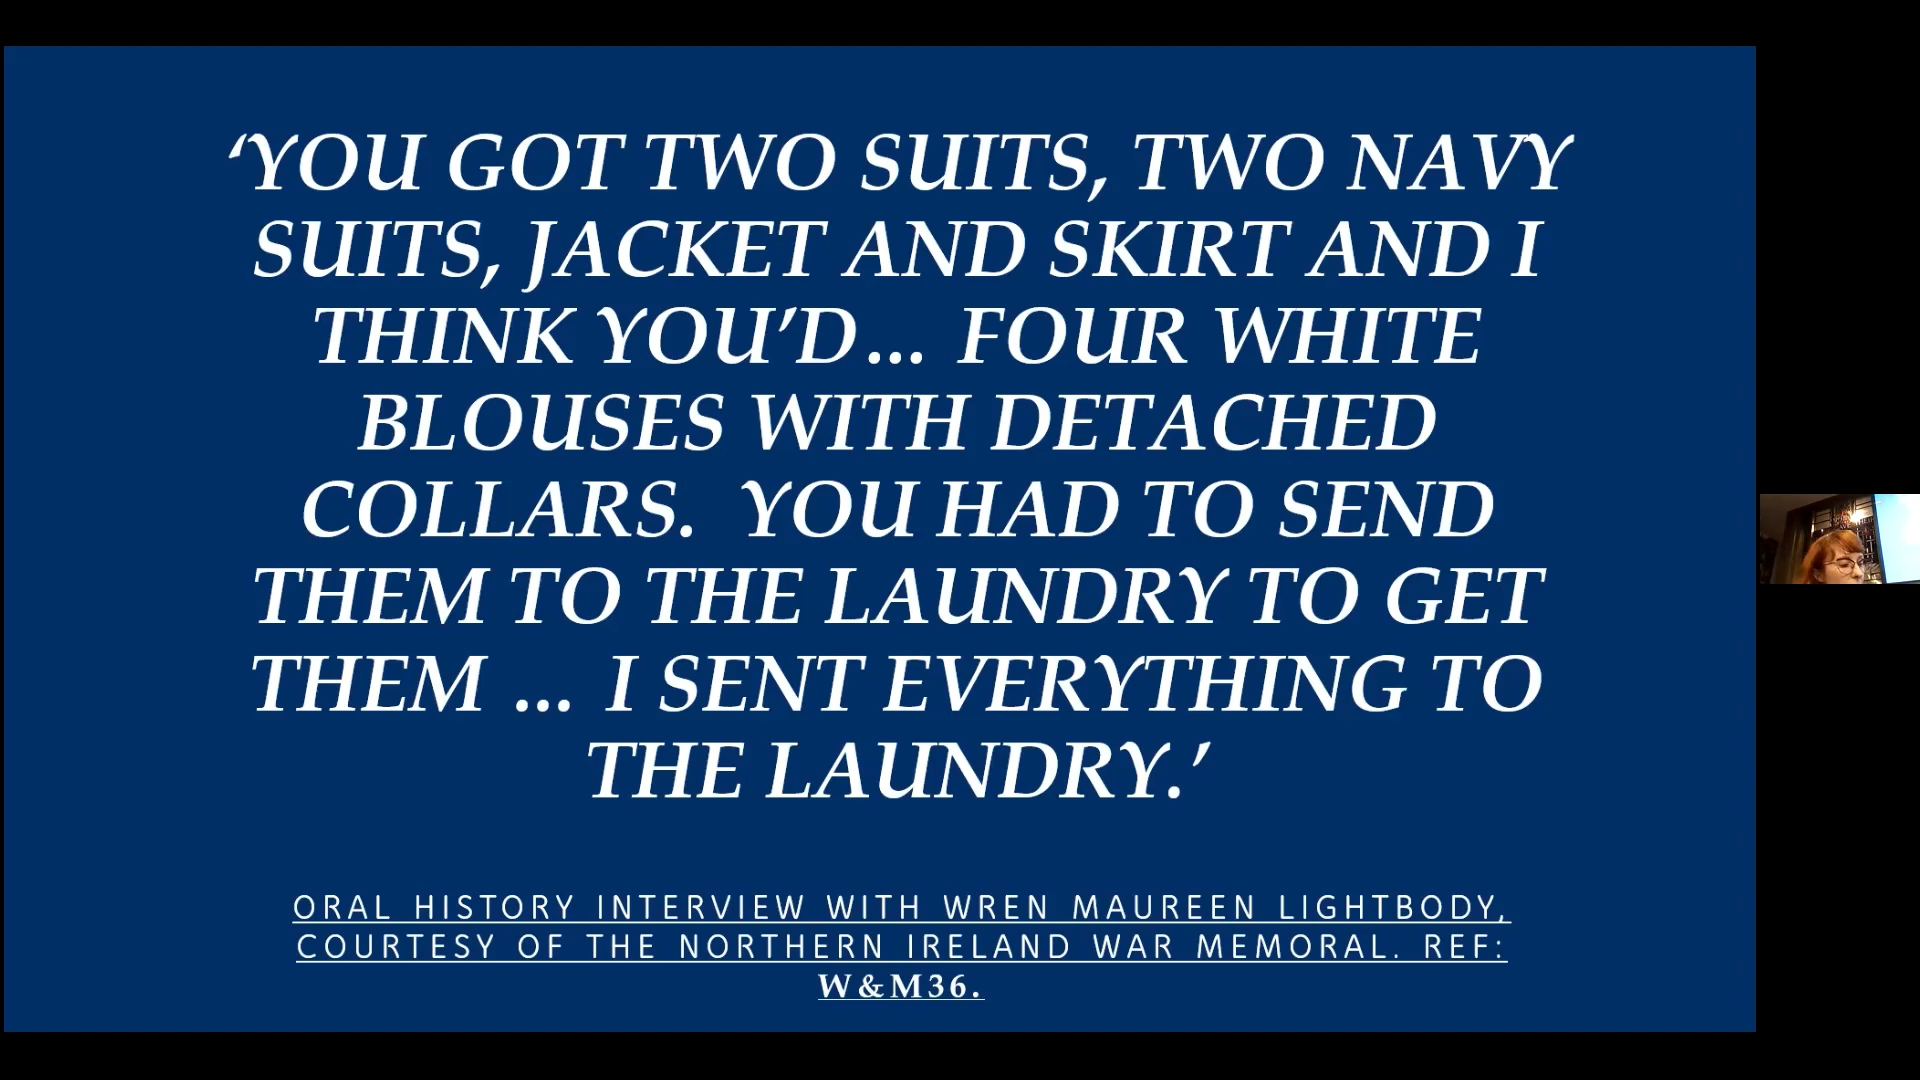 ‘YOU GOT TWO SUITS, TWO NAVY
SUITS, JACKET AND SKIRT AND I
THINK YOU’D… FOUR WHITE
BLOUSES WITH DETACHED
COLLARS.  YOU HAD TO SEND
THEM TO THE LAUNDRY TO GET
THEM … I SENT EVERYTHING TO
THE LAUNDRY.’
ORAL HISTORY INTERVIEW WITH WREN MAUREEN LIGHTBODY,
COURTESY OF THE NORTHERN IRELAND WAR MEMORAL. REF:
W&M36.